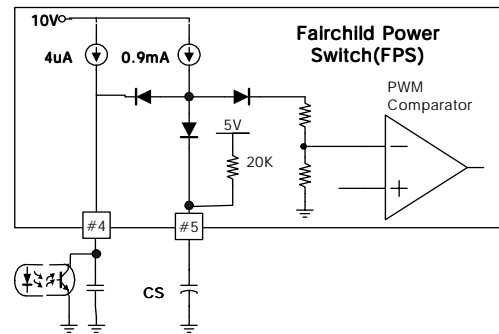 10V
Fairchild Power
Switch(FPS)
4uA
0.9mA
PWM
Comparator
5V
20K
−
+
#4
#5
CS